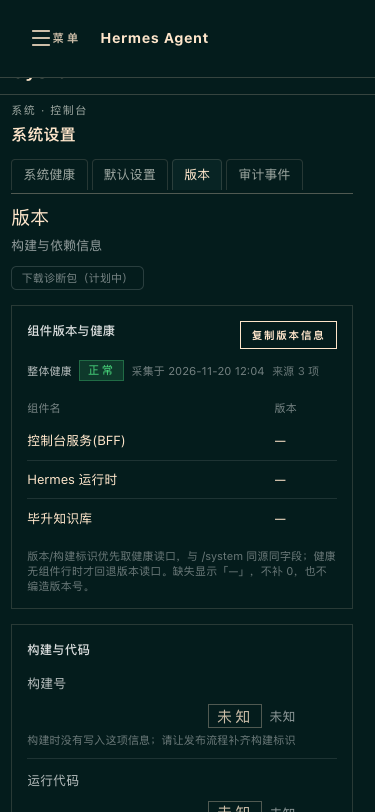 菜单 Hermes Agent
系统 · 控制台
系统设置
系统健康 默认设置 版本 审计事件
版本
构建与依赖信息
下载诊断包（计划中）
组件版本与健康 复制版本信息
整体健康 正常 采集于 2026-11-20 12:04 来源 3 项
组件名 版本
控制台服务(BFF) —
Hermes 运行时 —
毕升知识库 —
版本/构建标识优先取健康读口，与 /system 同源同字段；健康
无组件行时才回退版本读口。缺失显示「—」，不补 0，也不
编造版本号。
构建与代码
构建号
未知 未知
构建时没有写入这项信息；请让发布流程补齐构建标识
运行代码
未知 未知